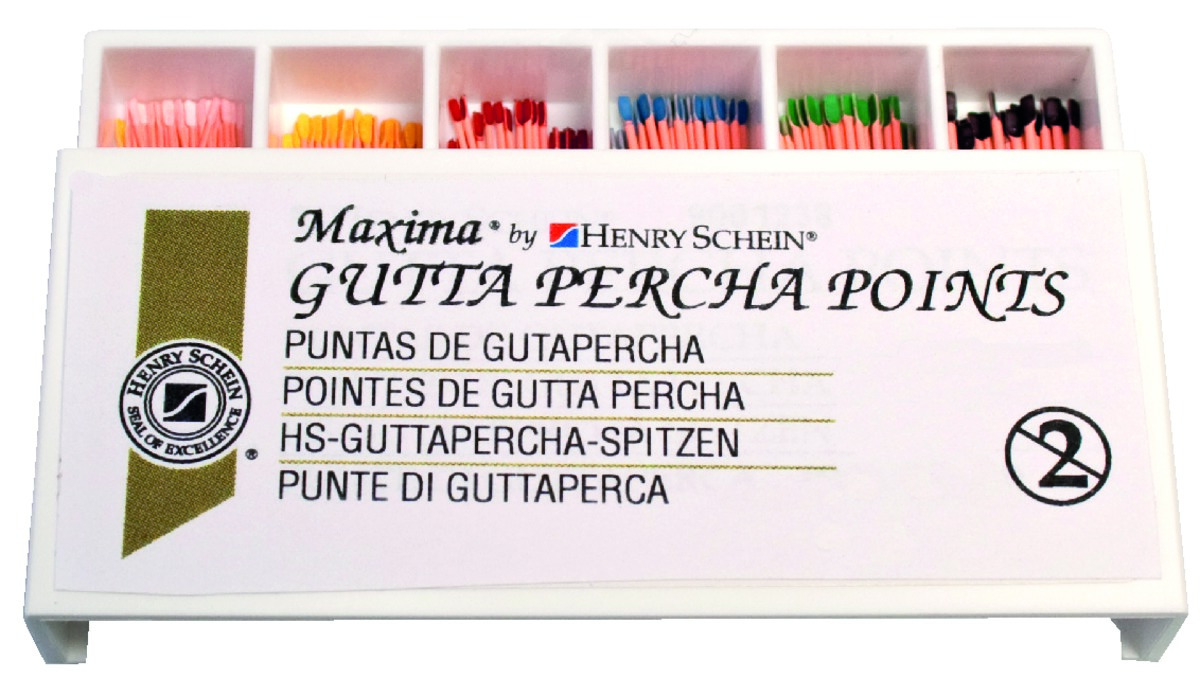 Maxima® by HENRY SCHEIN®
GUTTA PERCHA POINTS
PUNTAS DE GUTAPERCHA
POINTES DE GUTTA PERCHA
HS-GUTTAPERCHA-SPITZEN
PUNTE DI GUTTAPERCA
HENRY SCHEIN
SEAL OF EXCELLENCE
®
2